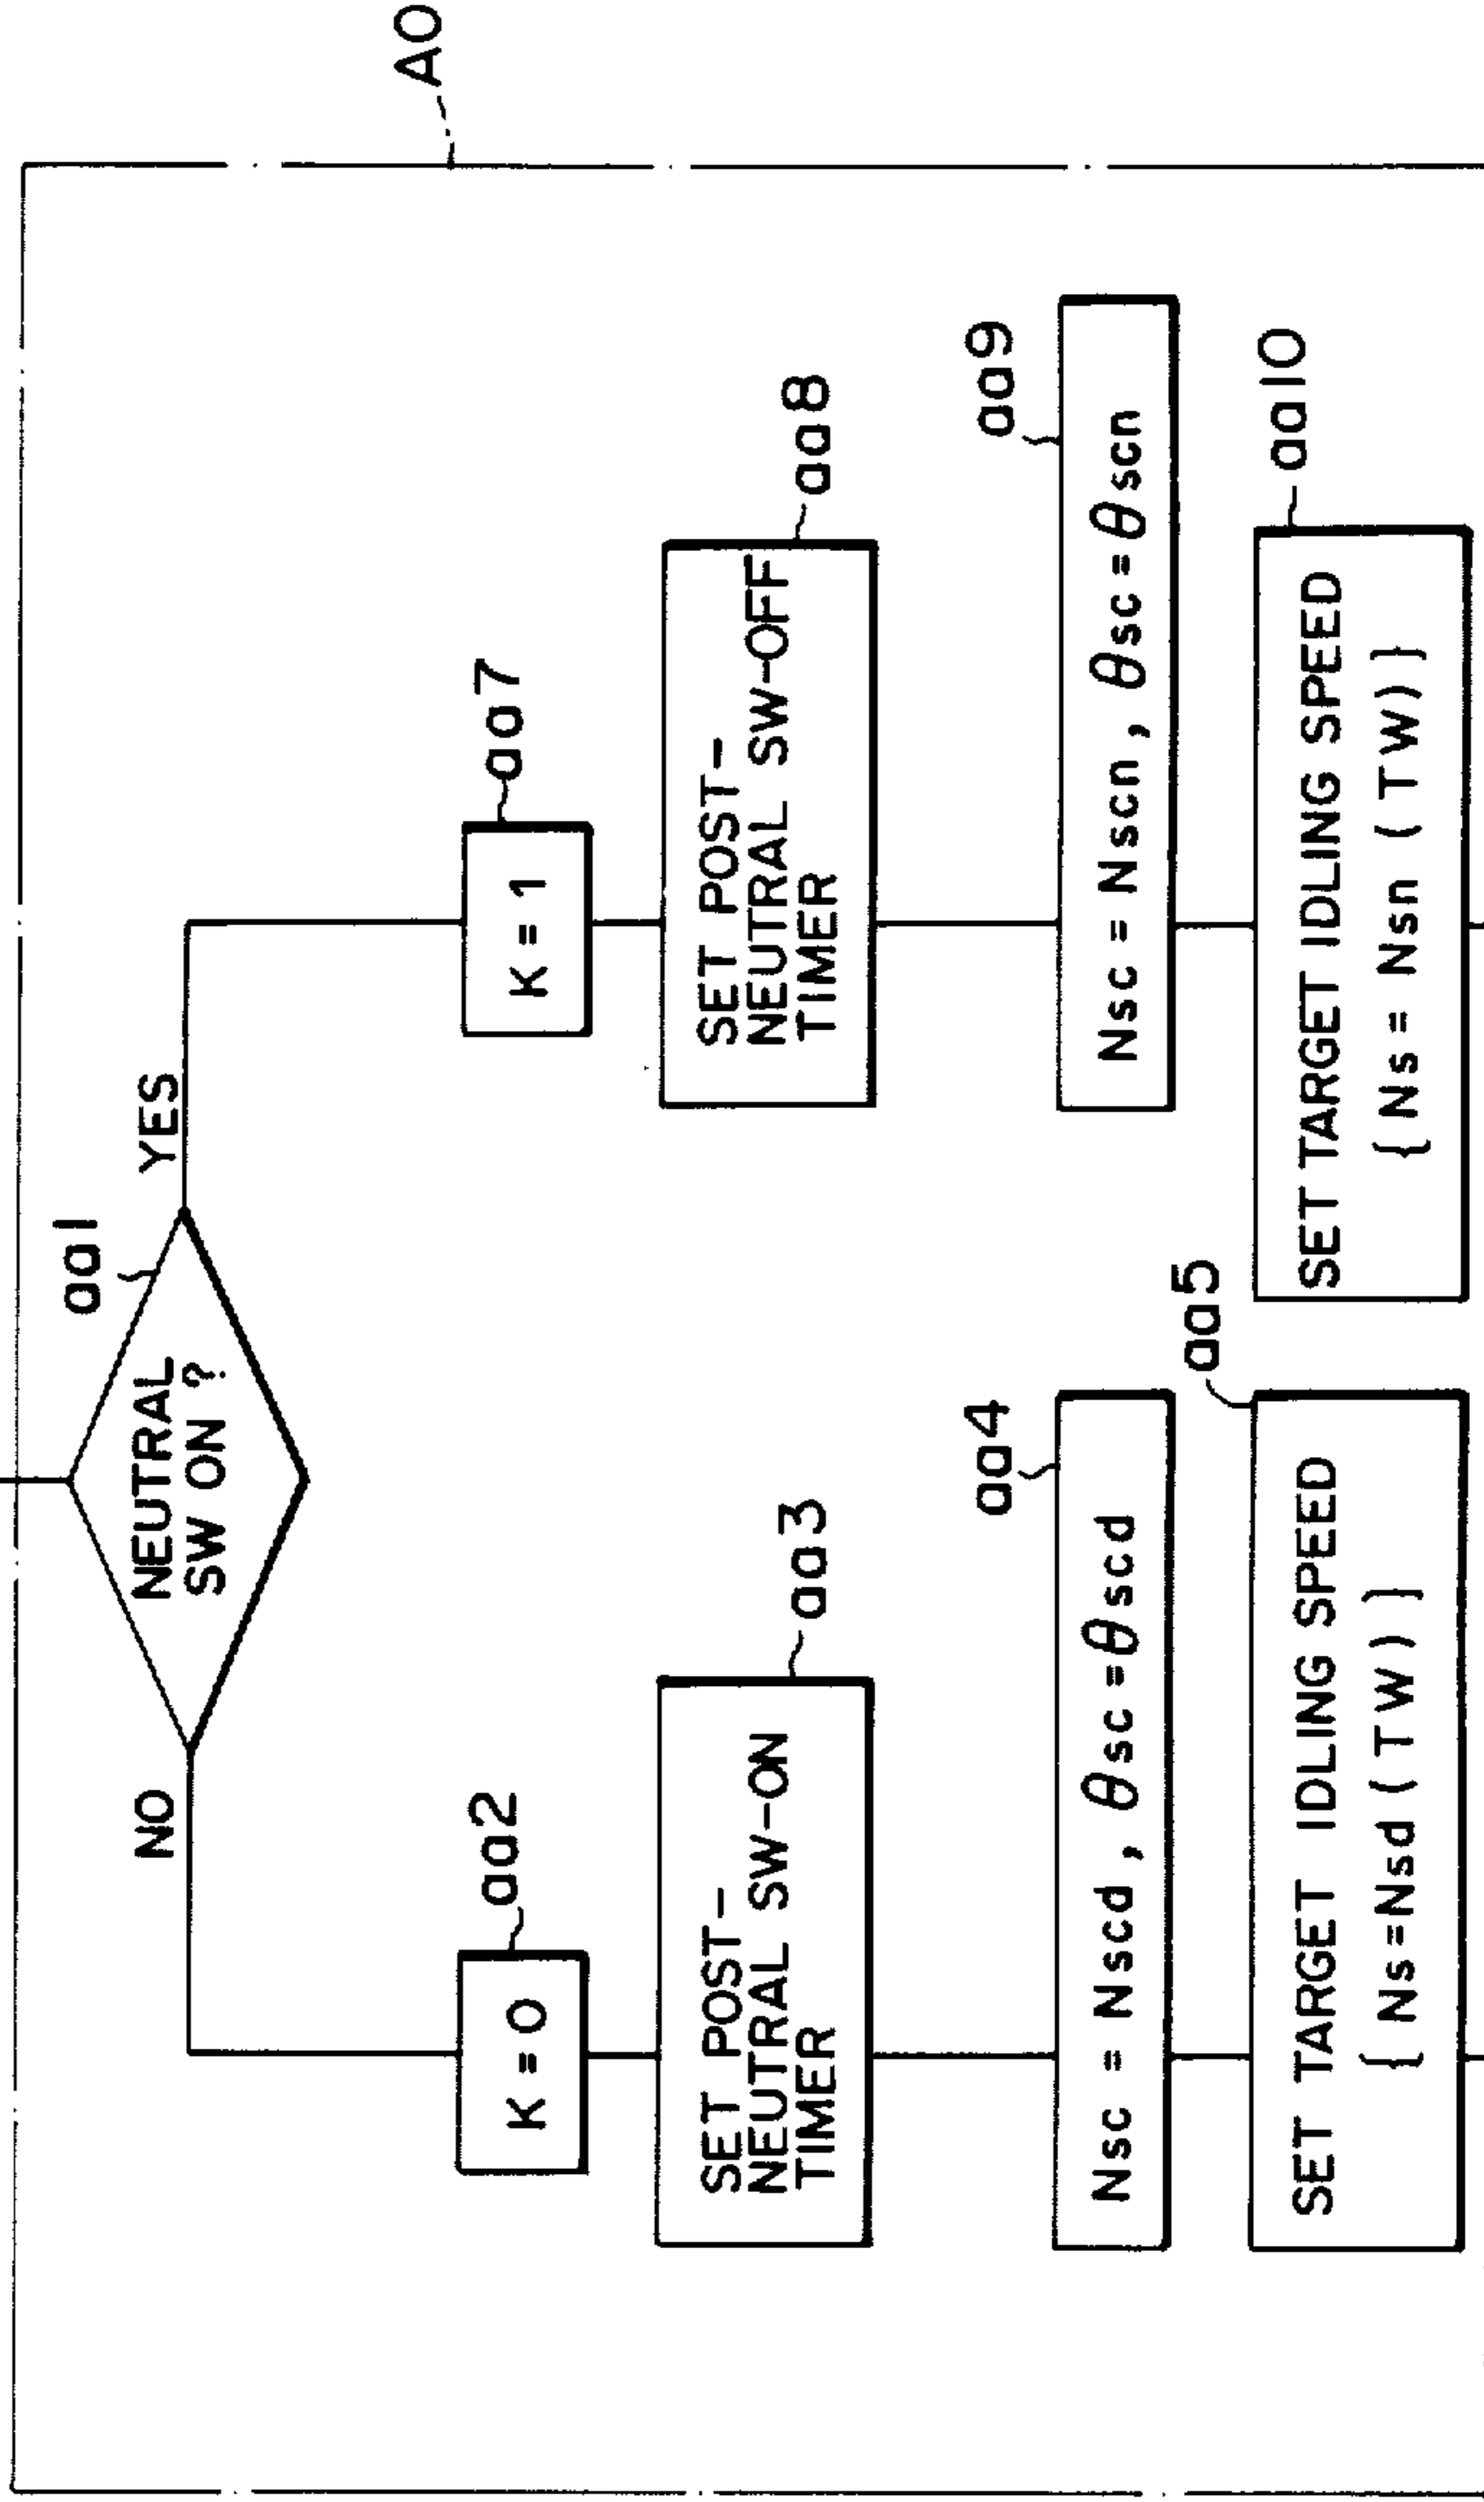 A0
aa1
NEUTRAL
SW ON ?
NO
YES
aa2
K = 0
aa7
K = 1
aa3
SET POST-
NEUTRAL SW-ON
TIMER
aa8
SET POST-
NEUTRAL SW-OFF
TIMER
aa4
Nsc = Nscd, θsc = θscd
aa9
Nsc = Nscn, θsc = θscn
aa5
SET TARGET IDLING SPEED
{Ns = Nsd (TW)}
aa10
SET TARGET IDLING SPEED
{Ns = Nsn (TW)}